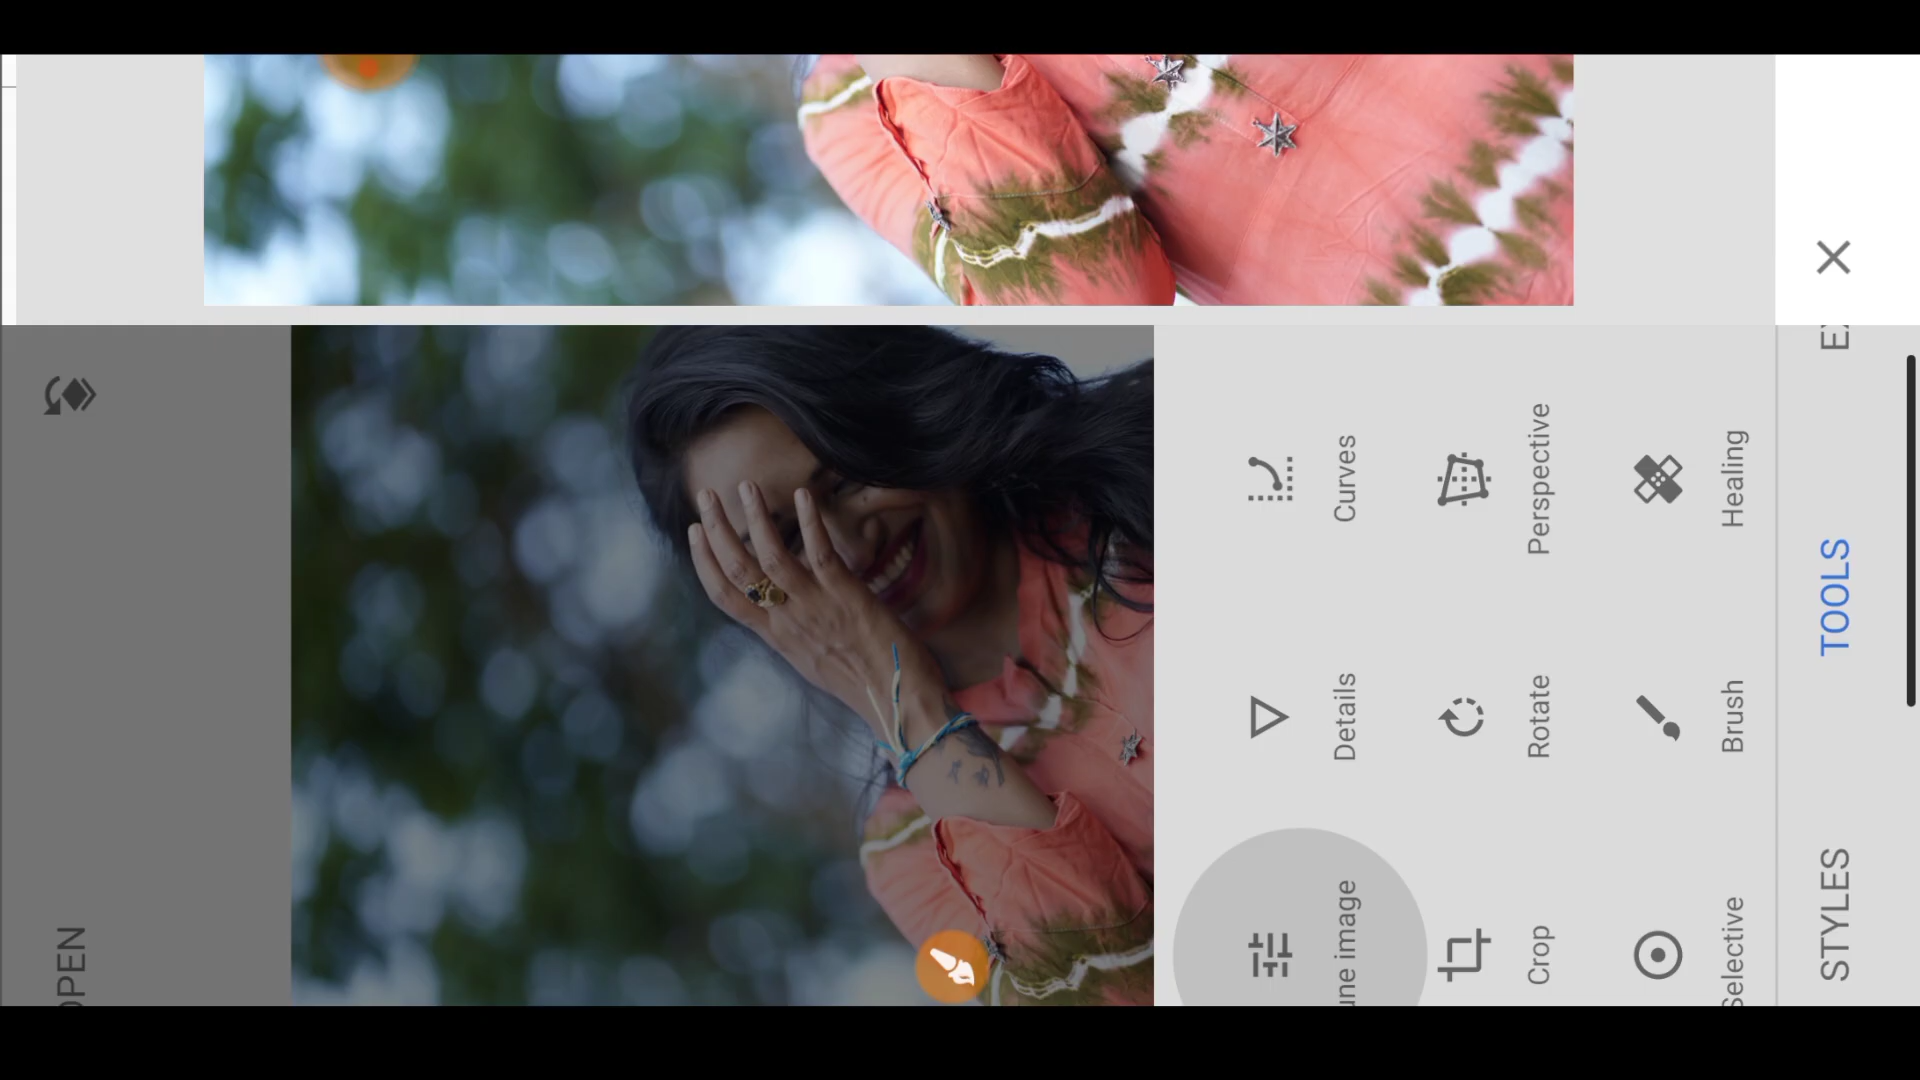 OPEN
une image
Details
Curves
Crop
Rotate
Perspective
Selective
Brush
Healing
STYLES
TOOLS
E